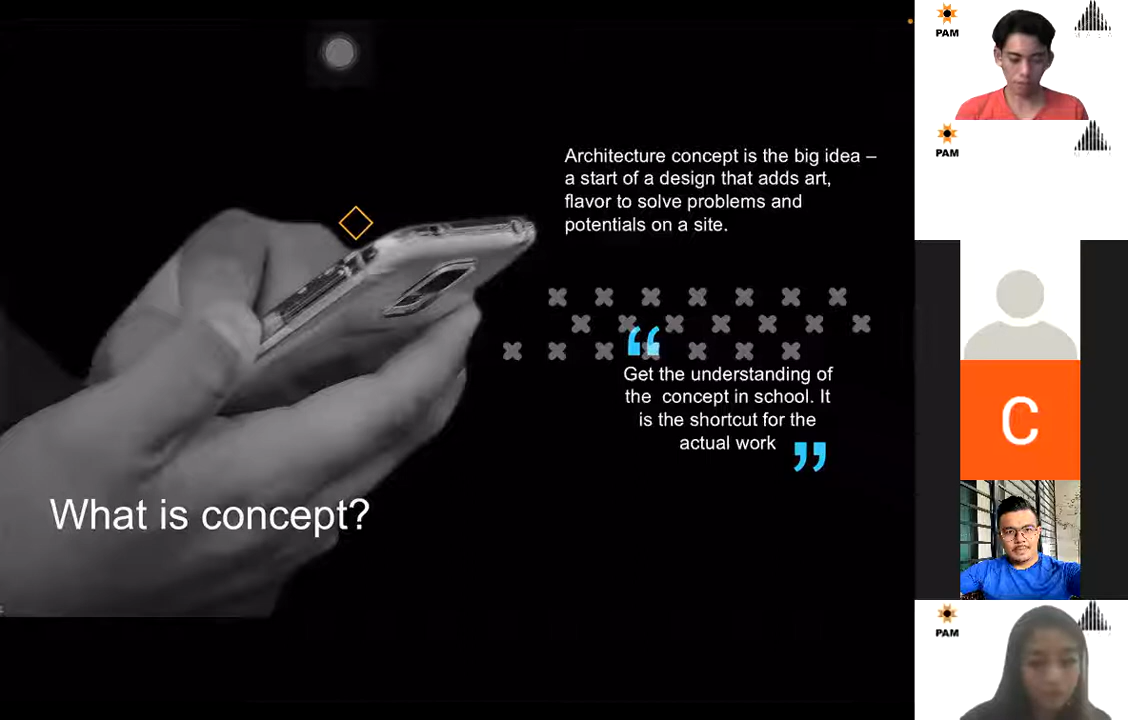 Architecture concept is the big idea –
a start of a design that adds art,
flavor to solve problems and
potentials on a site.
“
Get the understanding of
the  concept in school. It
is the shortcut for the
actual work
”
What is concept?
PAM
PAM
C
PAM